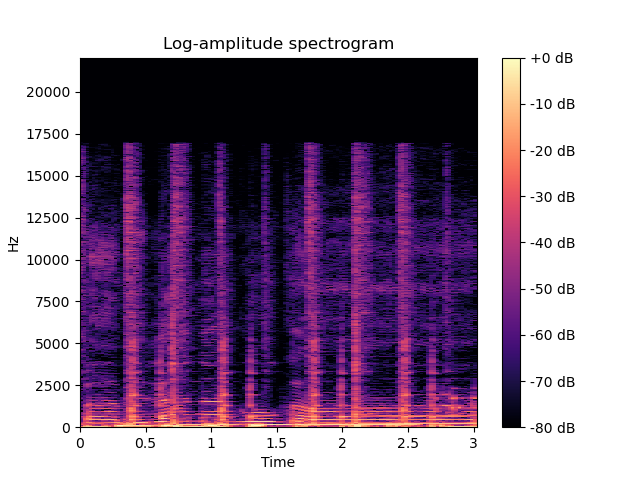 Log-amplitude spectrogram
Hz
20000
17500
15000
12500
10000
7500
5000
2500
0
0 0.5 1 1.5 2 2.5 3
Time
+0 dB
-10 dB
-20 dB
-30 dB
-40 dB
-50 dB
-60 dB
-70 dB
-80 dB